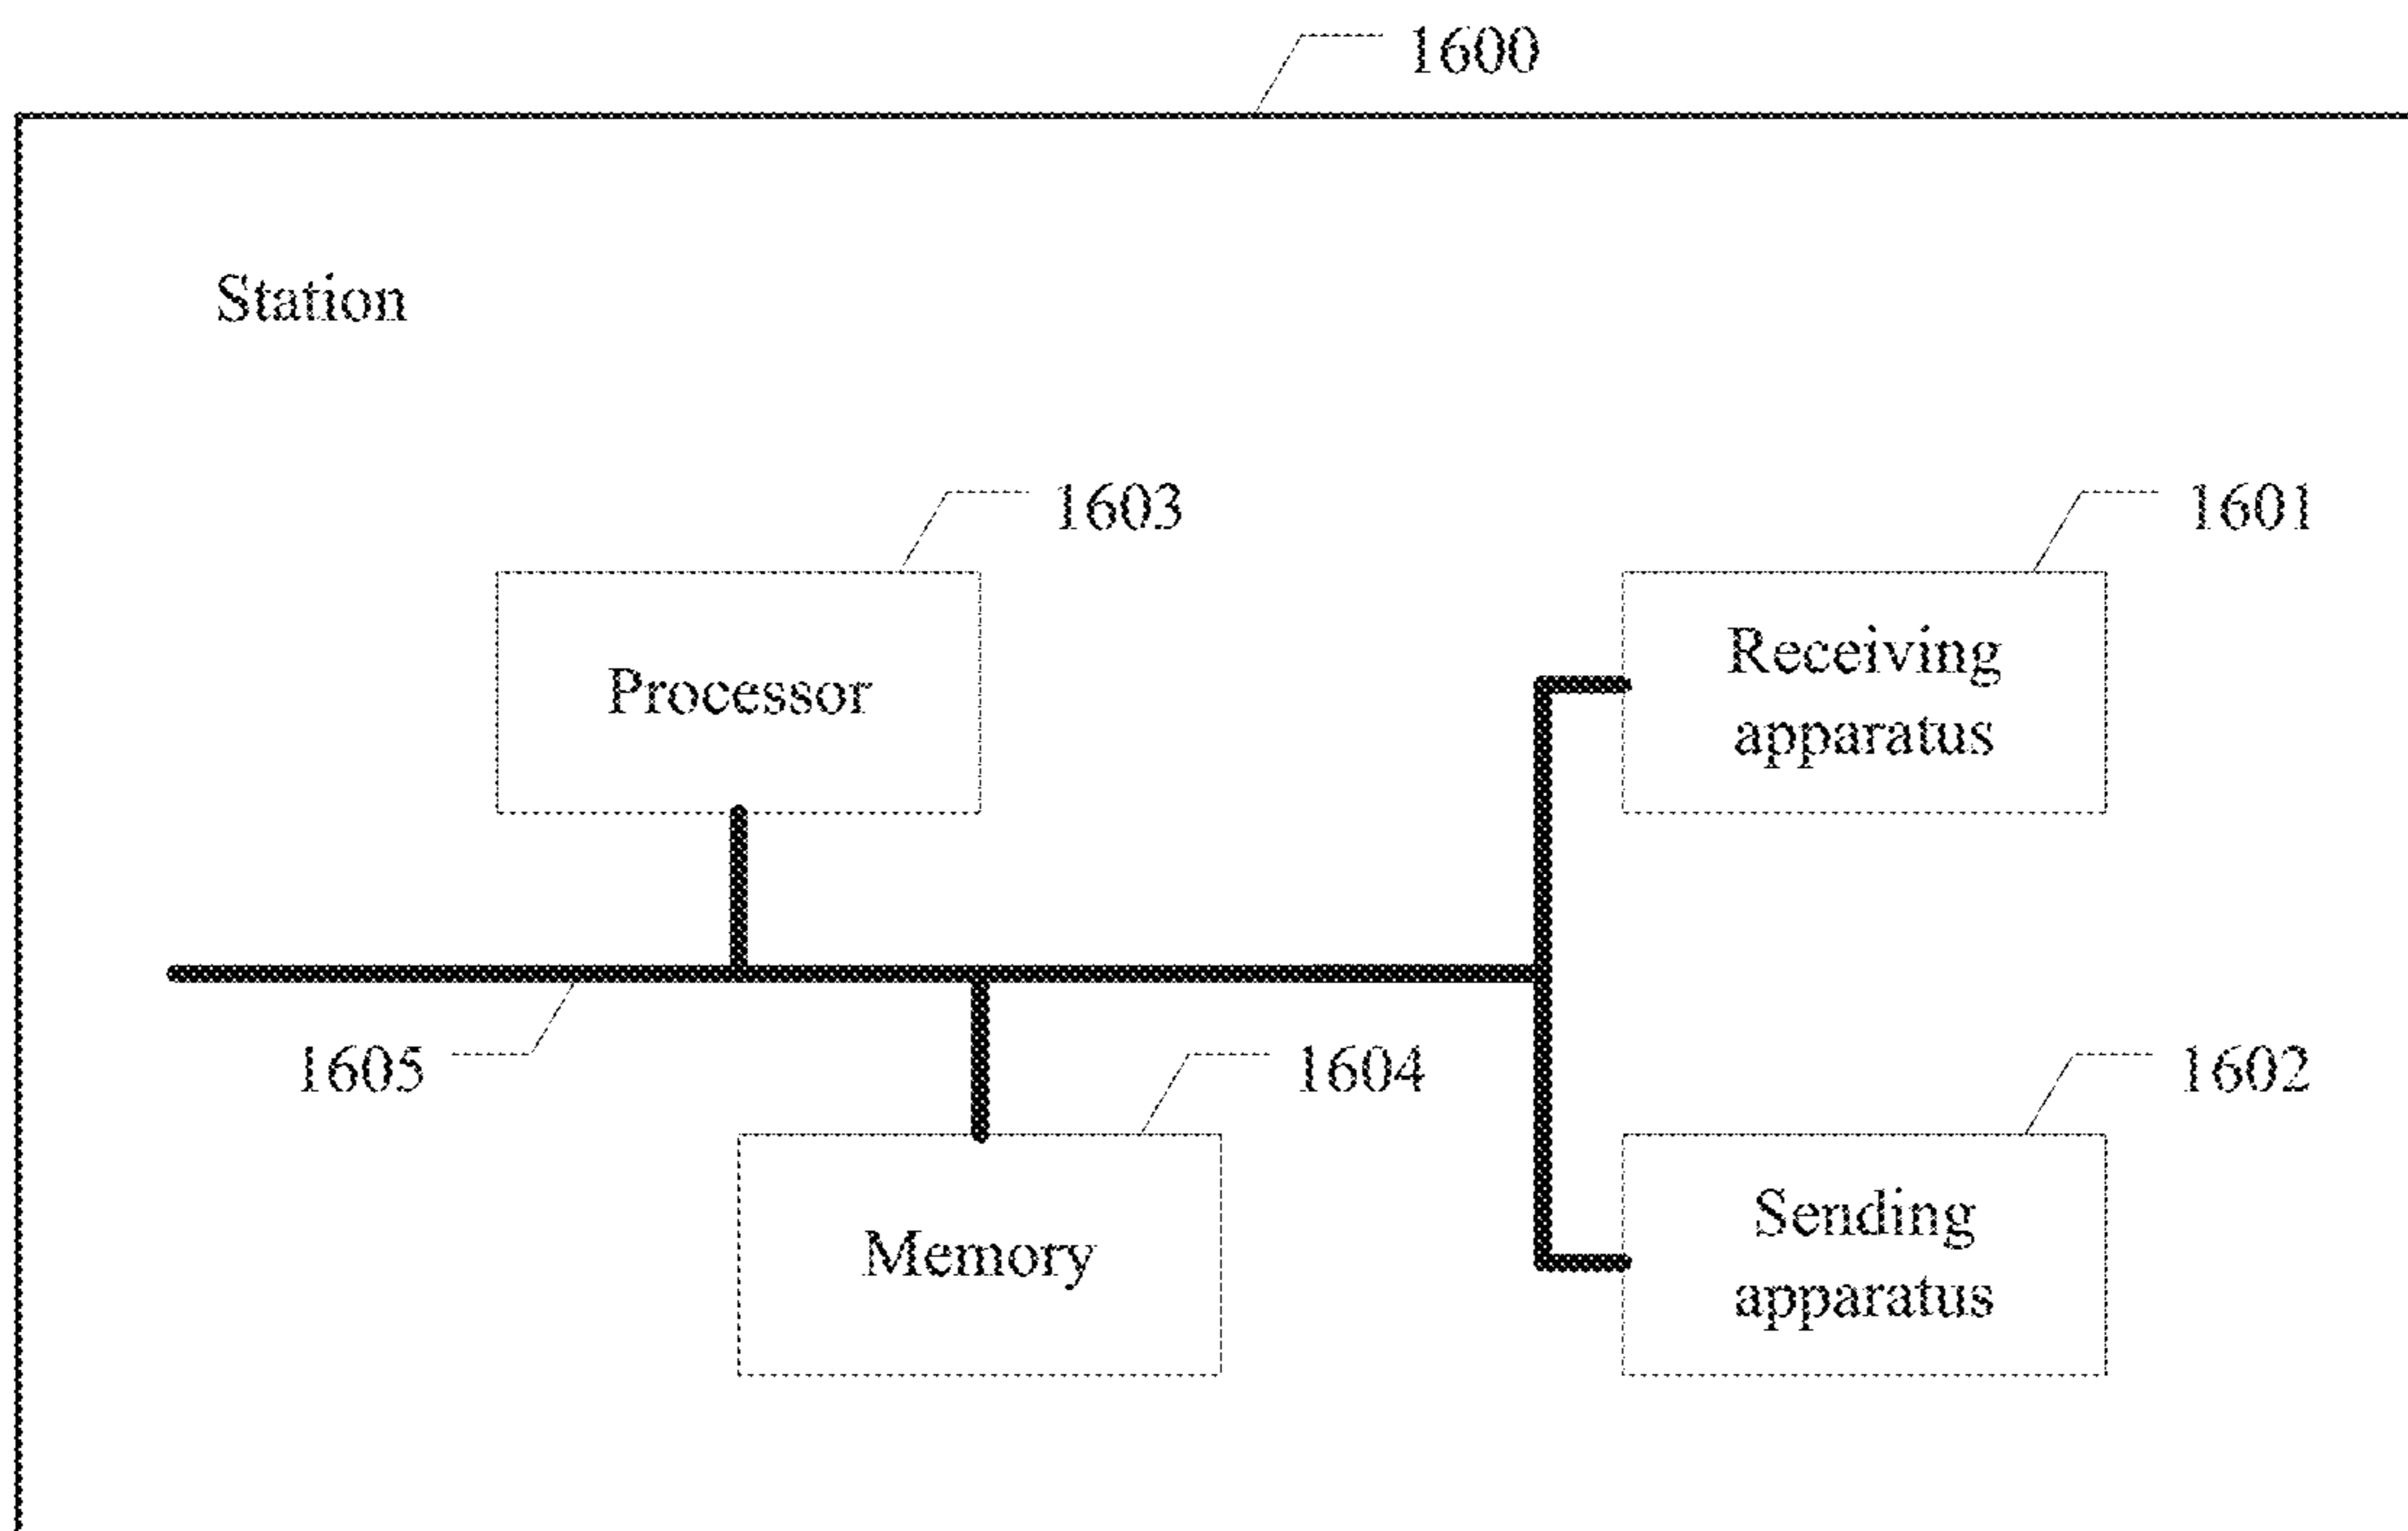 1600
Station
1603
1601
Processor
Receiving
apparatus
1605
1604
1602
Memory
Sending
apparatus